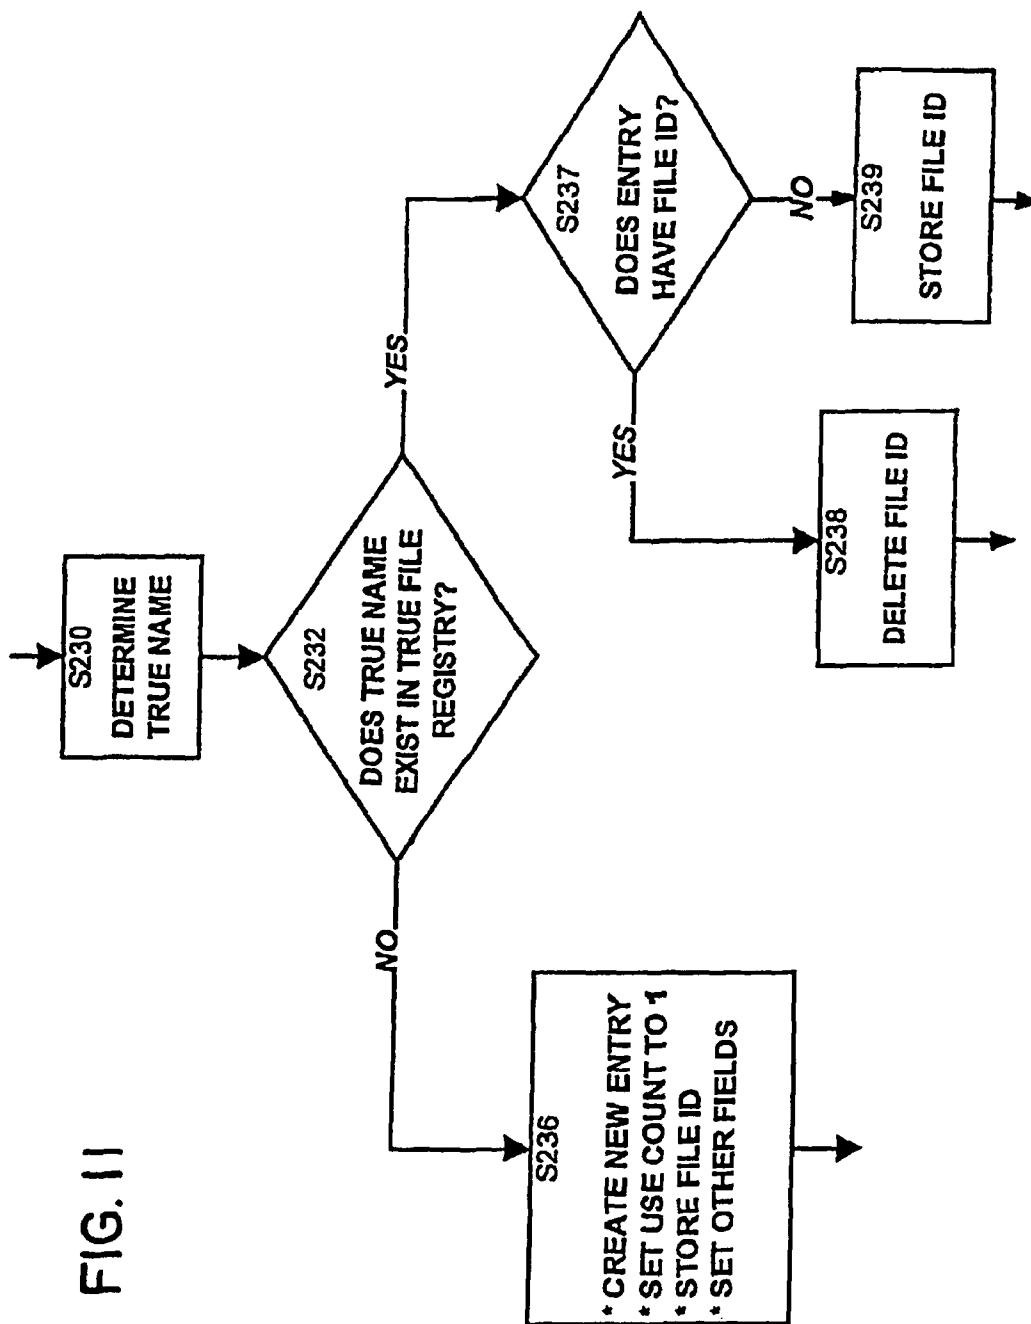 FIG. 11
S230
DETERMINE
TRUE NAME
S232
DOES TRUE NAME
EXIST IN TRUE FILE
REGISTRY?
NO
YES
S236
* CREATE NEW ENTRY
* SET USE COUNT TO 1
* STORE FILE ID
* SET OTHER FIELDS
S237
DOES ENTRY
HAVE FILE ID?
YES
NO
S238
DELETE FILE ID
S239
STORE FILE ID